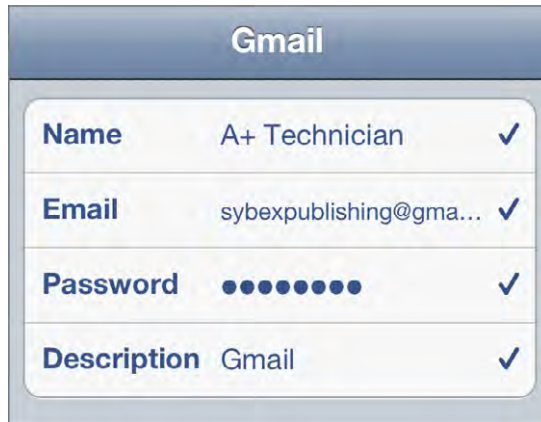 Gmail
Name A+ Technician
Email sybexpublishing@gma...
Password ●●●●●●●●
Description Gmail